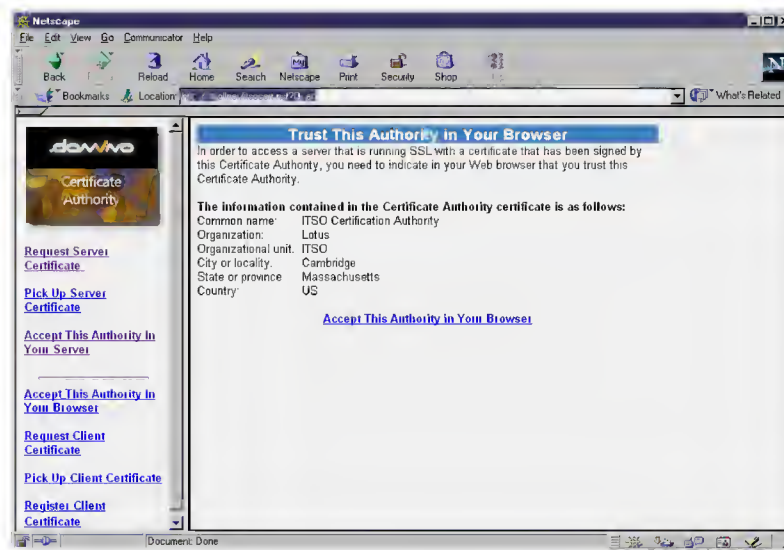 Netscape
File Edit View Go Communicator Help
Back Reload Home Search Netscape Print Security Shop
Bookmarks Location What's Related
Certificate
Authority
Request Server
Certificate
Pick Up Server
Certificate
Accept This Authority In
Your Server
Accept This Authority In
Your Browser
Request Client
Certificate
Pick Up Client Certificate
Register Client
Certificate
Trust This Authority in Your Browser
In order to access a server that is running SSL with a certificate that has been signed by
this Certificate Authority, you need to indicate in your Web browser that you trust this
Certificate Authority.
The information contained in the Certificate Authority certificate is as follows:
Common name: ITSO Certification Authority
Organization: Lotus
Organizational unit. ITSO
City or locality. Cambridge
State or province Massachusetts
Country: US
Accept This Authority in Your Browser
Document: Done